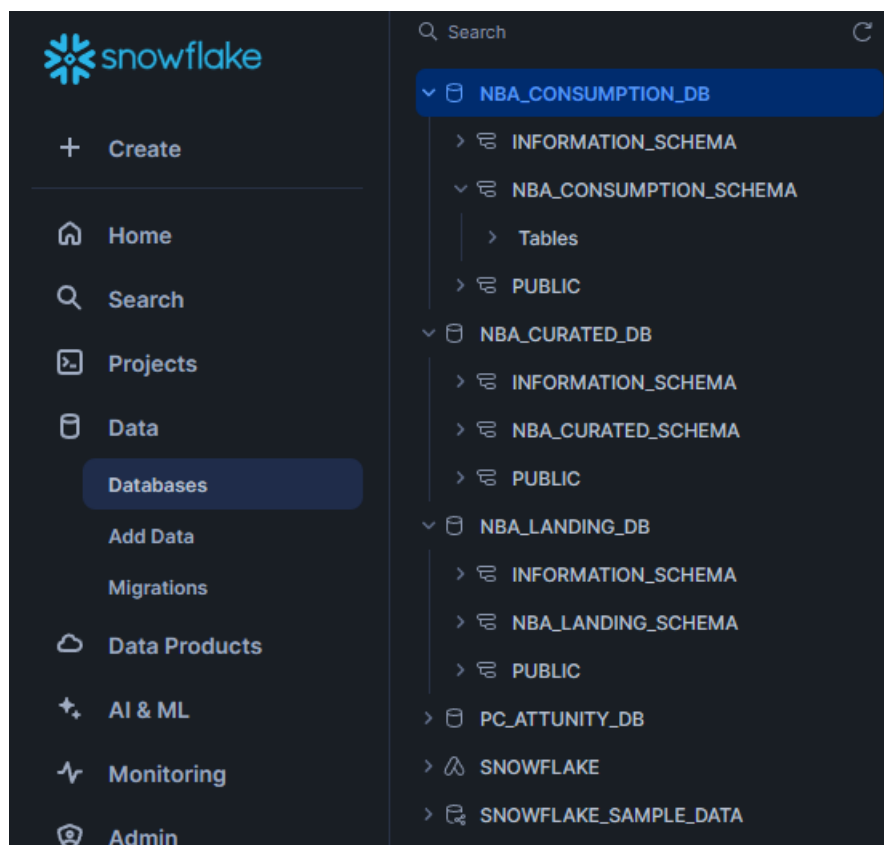 snowflake
Create
Home
Search
Projects
Data
Databases
Add Data
Migrations
Data Products
AI & ML
Monitoring
Admin
Search
NBA_CONSUMPTION_DB
INFORMATION_SCHEMA
NBA_CONSUMPTION_SCHEMA
Tables
PUBLIC
NBA_CURATED_DB
INFORMATION_SCHEMA
NBA_CURATED_SCHEMA
PUBLIC
NBA_LANDING_DB
INFORMATION_SCHEMA
NBA_LANDING_SCHEMA
PUBLIC
PC_ATTUNITY_DB
SNOWFLAKE
SNOWFLAKE_SAMPLE_DATA